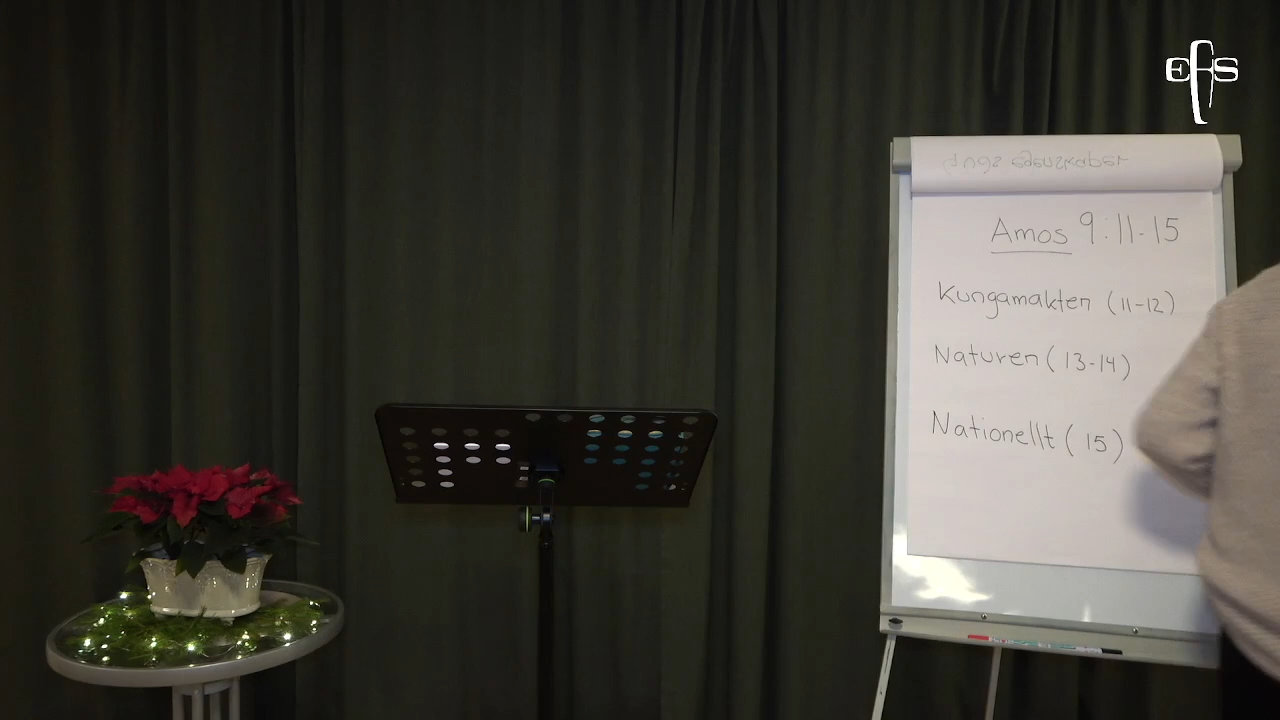 EFS
Amos 9:11-15
Kungamakten (11-12)
Naturen (13-14)
Nationellt (15)